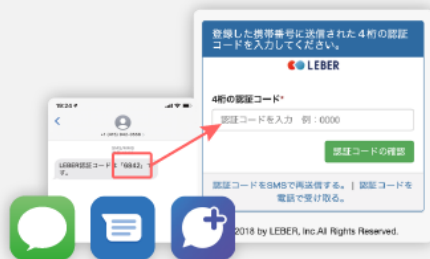 登録した携帯番号に送信された4桁の認証
コードを入力してください。
LEBER
4桁の認証コード*
認証コードを入力 例：0000
認証コードの確認
認証コードをSMSで再送信する。 | 認証コードを
電話で受け取る。
2018 by LEBER, Inc.All Rights Reserved.
19:24
LEBER認証コードは「6842」で
す。